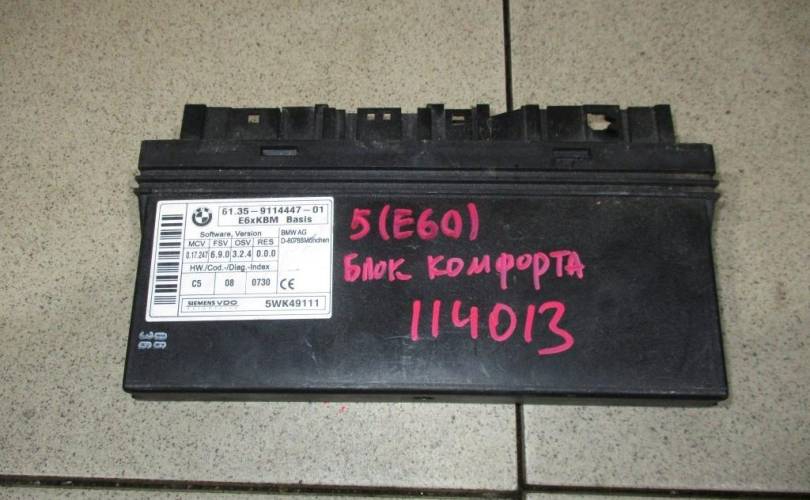 BMW
61.35-9114447-01
E6xKBM Basis
Software, Version
MCV FSV OSV RES
BMW AG
D-80788München
0.17.247 6.9.0 3.2.4 0.0.0
HW./Cod.-/Diag.-Index
C5 08 0730 CE
SIEMENS VDO
5WK49111
5(E60)
БЛОК КОМФОРТА
114013